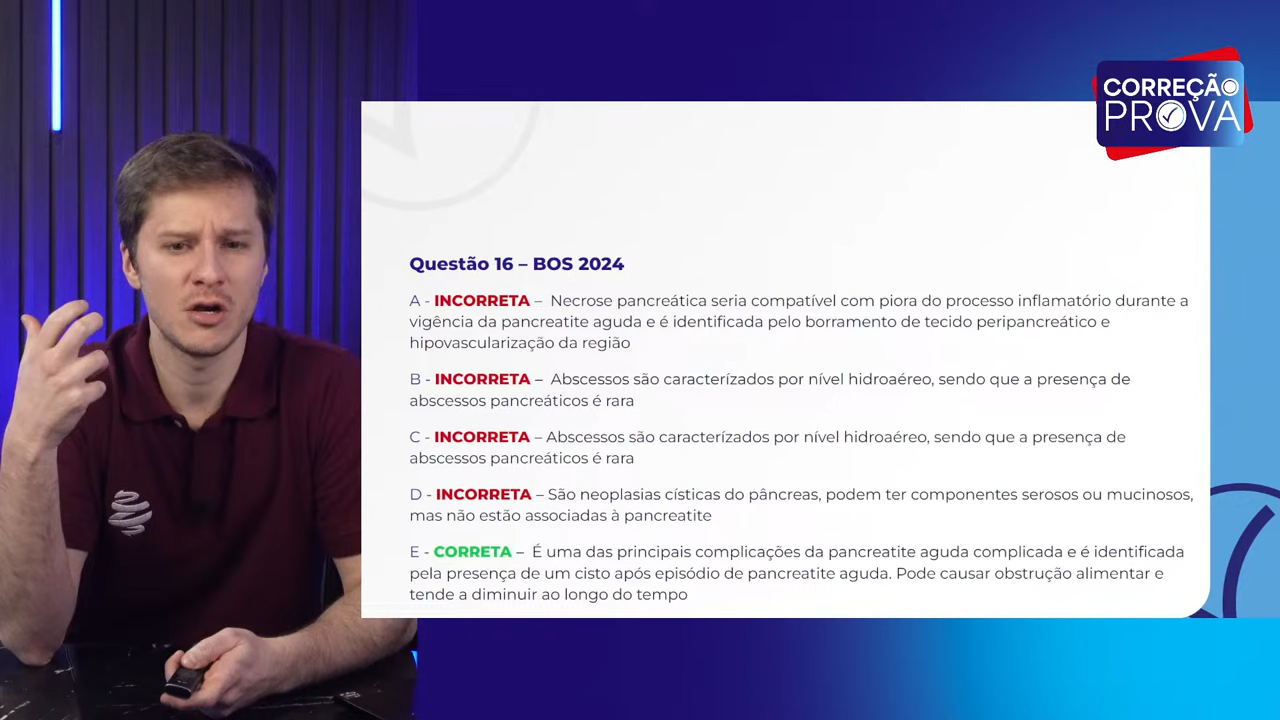 CORREÇÃO
PROVA
Questão 16 – BOS 2024
A - INCORRETA – Necrose pancreática seria compatível com piora do processo inflamatório durante a
vigência da pancreatite aguda e é identificada pelo borramento de tecido peripancreático e
hipovascularização da região
B - INCORRETA – Abscessos são caracterízados por nível hidroaéreo, sendo que a presença de
abscessos pancreáticos é rara
C - INCORRETA – Abscessos são caracterízados por nível hidroaéreo, sendo que a presença de
abscessos pancreáticos é rara
D - INCORRETA – São neoplasias císticas do pâncreas, podem ter componentes serosos ou mucinosos,
mas não estão associadas à pancreatite
E - CORRETA – É uma das principais complicações da pancreatite aguda complicada e é identificada
pela presença de um cisto após episódio de pancreatite aguda. Pode causar obstrução alimentar e
tende a diminuir ao longo do tempo